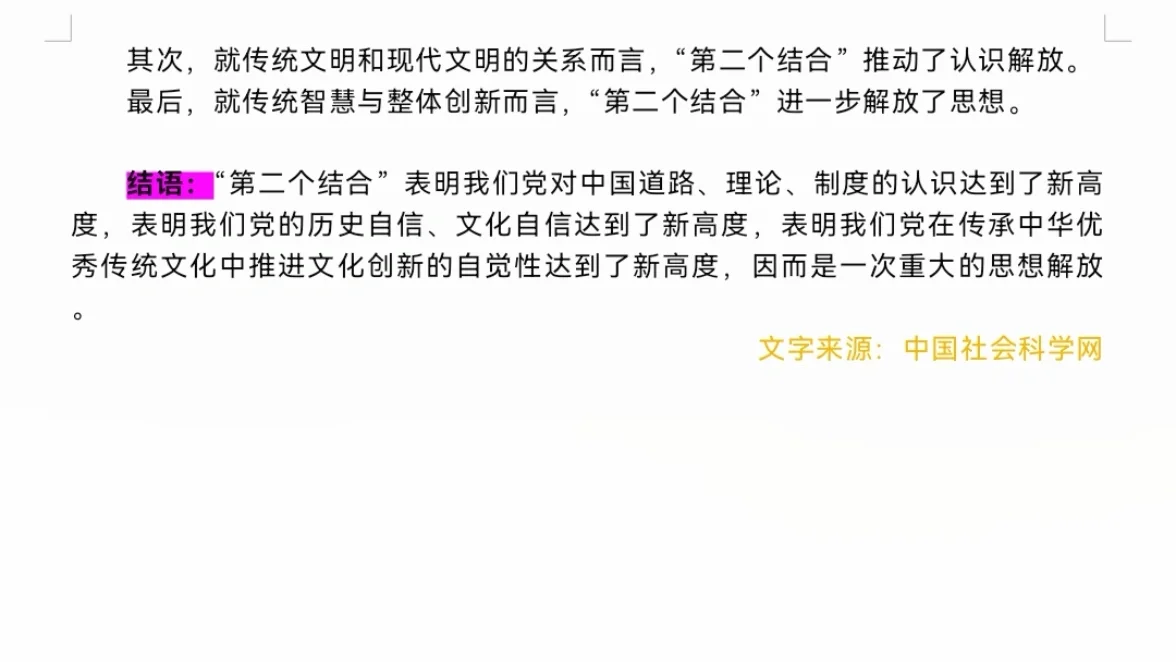 其次，就传统文明和现代文明的关系而言，“第二个结合”推动了认识解放。
最后，就传统智慧与整体创新而言，“第二个结合”进一步解放了思想。
结语：“第二个结合”表明我们党对中国道路、理论、制度的认识达到了新高
度，表明我们党的历史自信、文化自信达到了新高度，表明我们党在传承中华优
秀传统文化中推进文化创新的自觉性达到了新高度，因而是一次重大的思想解放
。
文字来源：中国社会科学网